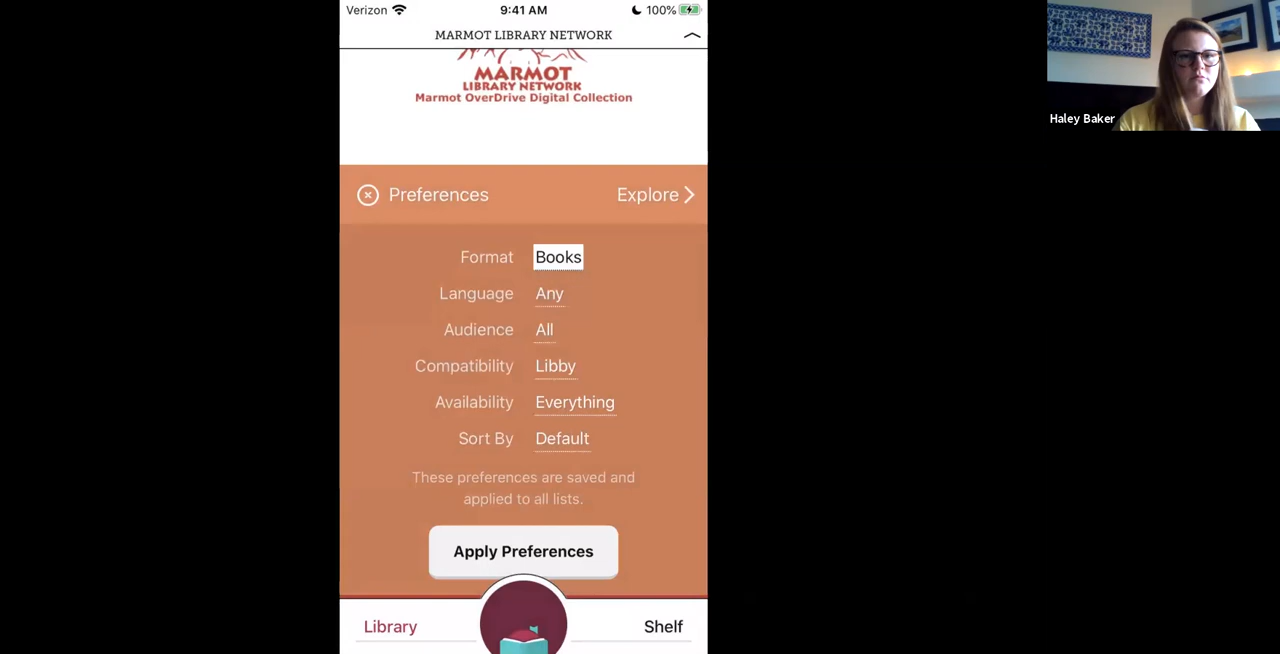 Verizon 9:41 AM 100%
MARMOT LIBRARY NETWORK
MARMOT
LIBRARY NETWORK
Marmot OverDrive Digital Collection
Haley Baker
Preferences Explore
Format Books
Language Any
Audience All
Compatibility Libby
Availability Everything
Sort By Default
These preferences are saved and
applied to all lists.
Apply Preferences
Library Shelf